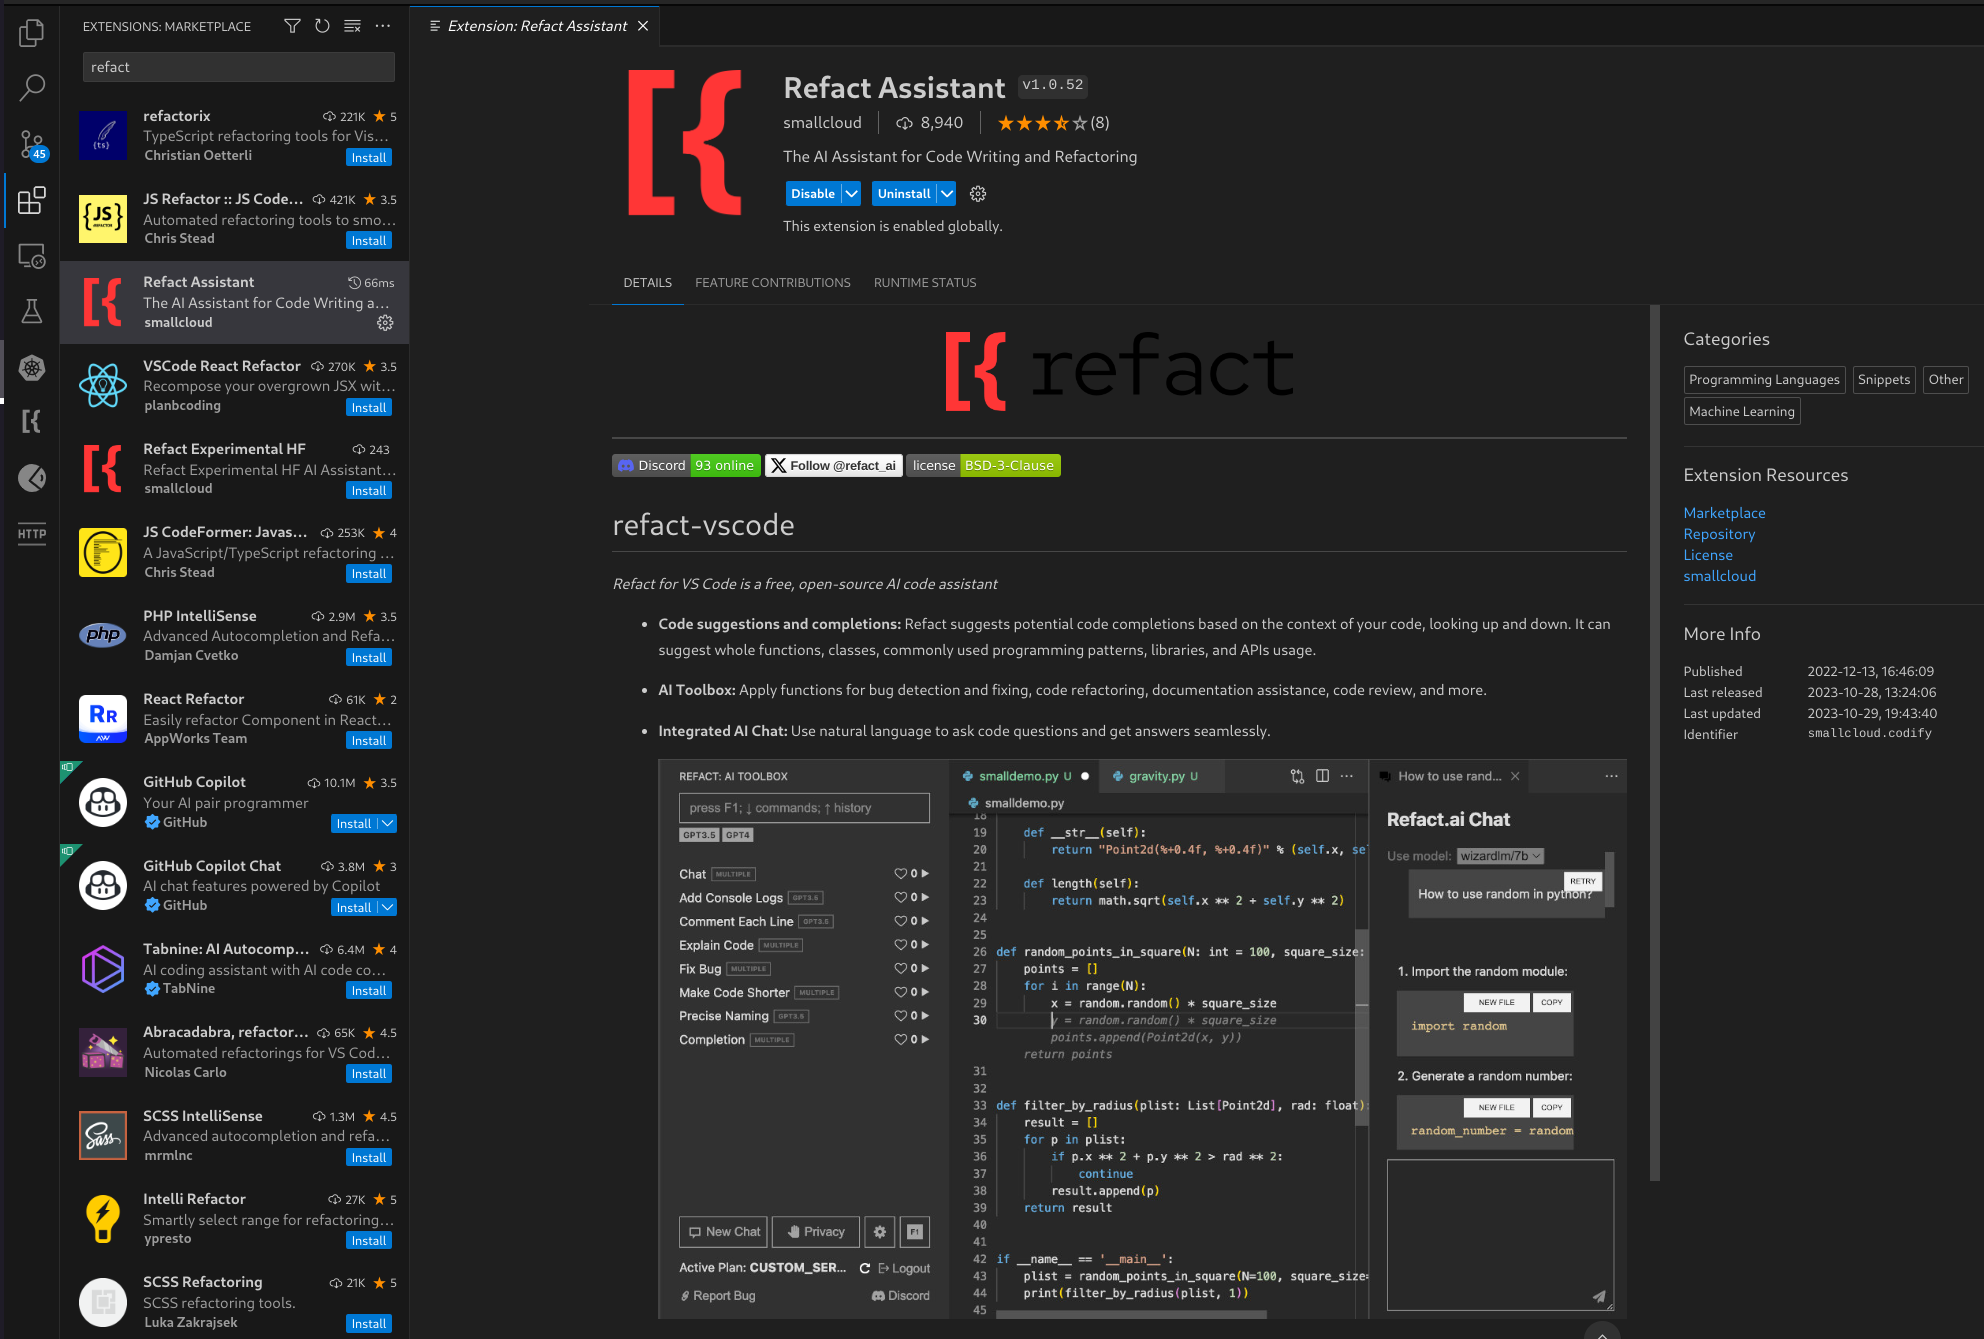 EXTENSIONS: MARKETPLACE
refact
45
HTTP
refactorix 221K 5
TypeScript refactoring tools for Vis...
Christian Oetterli Install
JS Refactor :: JS Code... 421K 3.5
Automated refactoring tools to smo...
Chris Stead Install
Refact Assistant 66ms
The AI Assistant for Code Writing a...
smallcloud
VSCode React Refactor 270K 3.5
Recompose your overgrown JSX wit...
planbcoding Install
Refact Experimental HF 243
Refact Experimental HF AI Assistant...
smallcloud Install
JS CodeFormer: Javas... 253K 4
A JavaScript/TypeScript refactoring ...
Chris Stead Install
PHP IntelliSense 2.9M 3.5
Advanced Autocompletion and Refa...
Damjan Cvetko Install
React Refactor 61K 2
Easily refactor Component in React...
AppWorks Team Install
GitHub Copilot 10.1M 3.5
Your AI pair programmer
GitHub Install
GitHub Copilot Chat 3.8M 3
AI chat features powered by Copilot
GitHub Install
Tabnine: AI Autocomp... 6.4M 4
AI coding assistant with AI code co...
TabNine Install
Abracadabra, refactor... 65K 4.5
Automated refactorings for VS Cod...
Nicolas Carlo Install
SCSS IntelliSense 1.3M 4.5
Advanced autocompletion and refa...
mrmlnc Install
Intelli Refactor 27K 5
Smartly select range for refactoring...
ypresto Install
SCSS Refactoring 21K 5
SCSS refactoring tools.
Luka Zakrajsek Install
Extension: Refact Assistant
Refact Assistant v1.0.52
smallcloud 8,940 (8)
The AI Assistant for Code Writing and Refactoring
Disable Uninstall
This extension is enabled globally.
DETAILS FEATURE CONTRIBUTIONS RUNTIME STATUS
refact
Discord 93 online Follow @refact_ai license BSD-3-Clause
refact-vscode
Refact for VS Code is a free, open-source AI code assistant
• Code suggestions and completions: Refact suggests potential code completions based on the context of your code, looking up and down. It can
suggest whole functions, classes, commonly used programming patterns, libraries, and APIs usage.
• AI Toolbox: Apply functions for bug detection and fixing, code refactoring, documentation assistance, code review, and more.
• Integrated AI Chat: Use natural language to ask code questions and get answers seamlessly.
REFACT: AI TOOLBOX
press F1; ↓ commands; ↑ history
GPT3.5 GPT4
Chat MULTIPLE 0
Add Console Logs GPT3.5 0
Comment Each Line GPT3.5 0
Explain Code MULTIPLE 0
Fix Bug MULTIPLE 0
Make Code Shorter MULTIPLE 0
Precise Naming GPT3.5 0
Completion MULTIPLE 0
New Chat Privacy F1
Active Plan: CUSTOM_SER... Logout
Report Bug Discord
smalldemo.py U gravity.py U
smalldemo.py
18
19 def __str__(self):
20 return "Point2d(%+0.4f, %+0.4f)" % (self.x, se
21
22 def length(self):
23 return math.sqrt(self.x ** 2 + self.y ** 2)
24
25
26 def random_points_in_square(N: int = 100, square_size:
27 points = []
28 for i in range(N):
29 x = random.random() * square_size
30 y = random.random() * square_size
points.append(Point2d(x, y))
return points
31
32
33 def filter_by_radius(plist: List[Point2d], rad: float):
34 result = []
35 for p in plist:
36 if p.x ** 2 + p.y ** 2 > rad ** 2:
37 continue
38 result.append(p)
39 return result
40
41
42 if __name__ == '__main__':
43 plist = random_points_in_square(N=100, square_size=
44 print(filter_by_radius(plist, 1))
45
How to use rand...
Refact.ai Chat
Use model: wizardlm/7b
RETRY
How to use random in python?
1. Import the random module:
NEW FILE COPY
import random
2. Generate a random number:
NEW FILE COPY
random_number = random
Categories
Programming Languages Snippets Other
Machine Learning
Extension Resources
Marketplace
Repository
License
smallcloud
More Info
Published 2022-12-13, 16:46:09
Last released 2023-10-28, 13:24:06
Last updated 2023-10-29, 19:43:40
Identifier smallcloud.codify